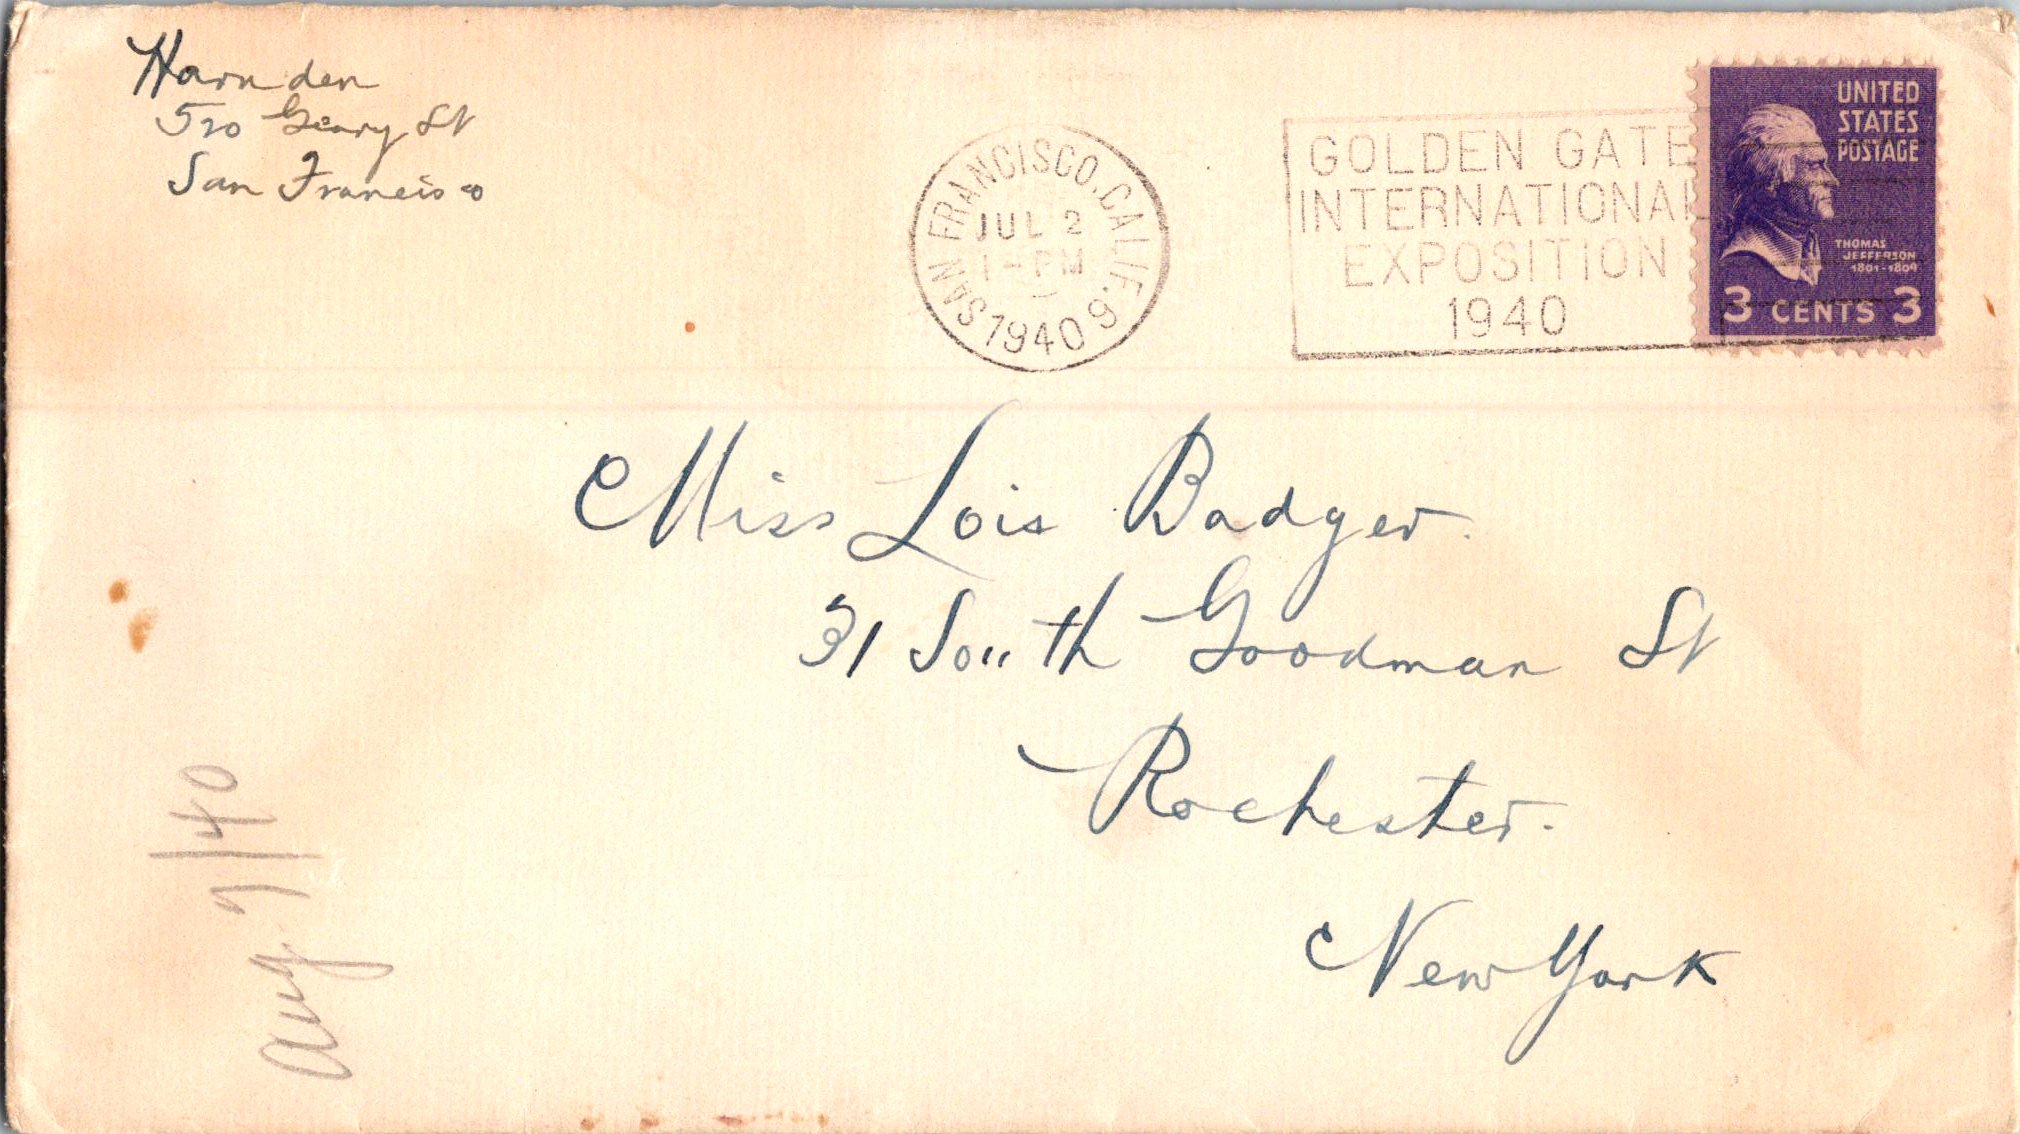 Harnden
520 Geary St
San Francisco
SAN FRANCISCO, CALIF. 9
JUL 2
1-PM
1940
GOLDEN GATE
INTERNATIONAL
EXPOSITION
1940
UNITED
STATES
POSTAGE
THOMAS
JEFFERSON
1801-1809
3 CENTS 3
Miss Lois Badger
31 South Goodman St
Rochester.
New York
Aug 7/40